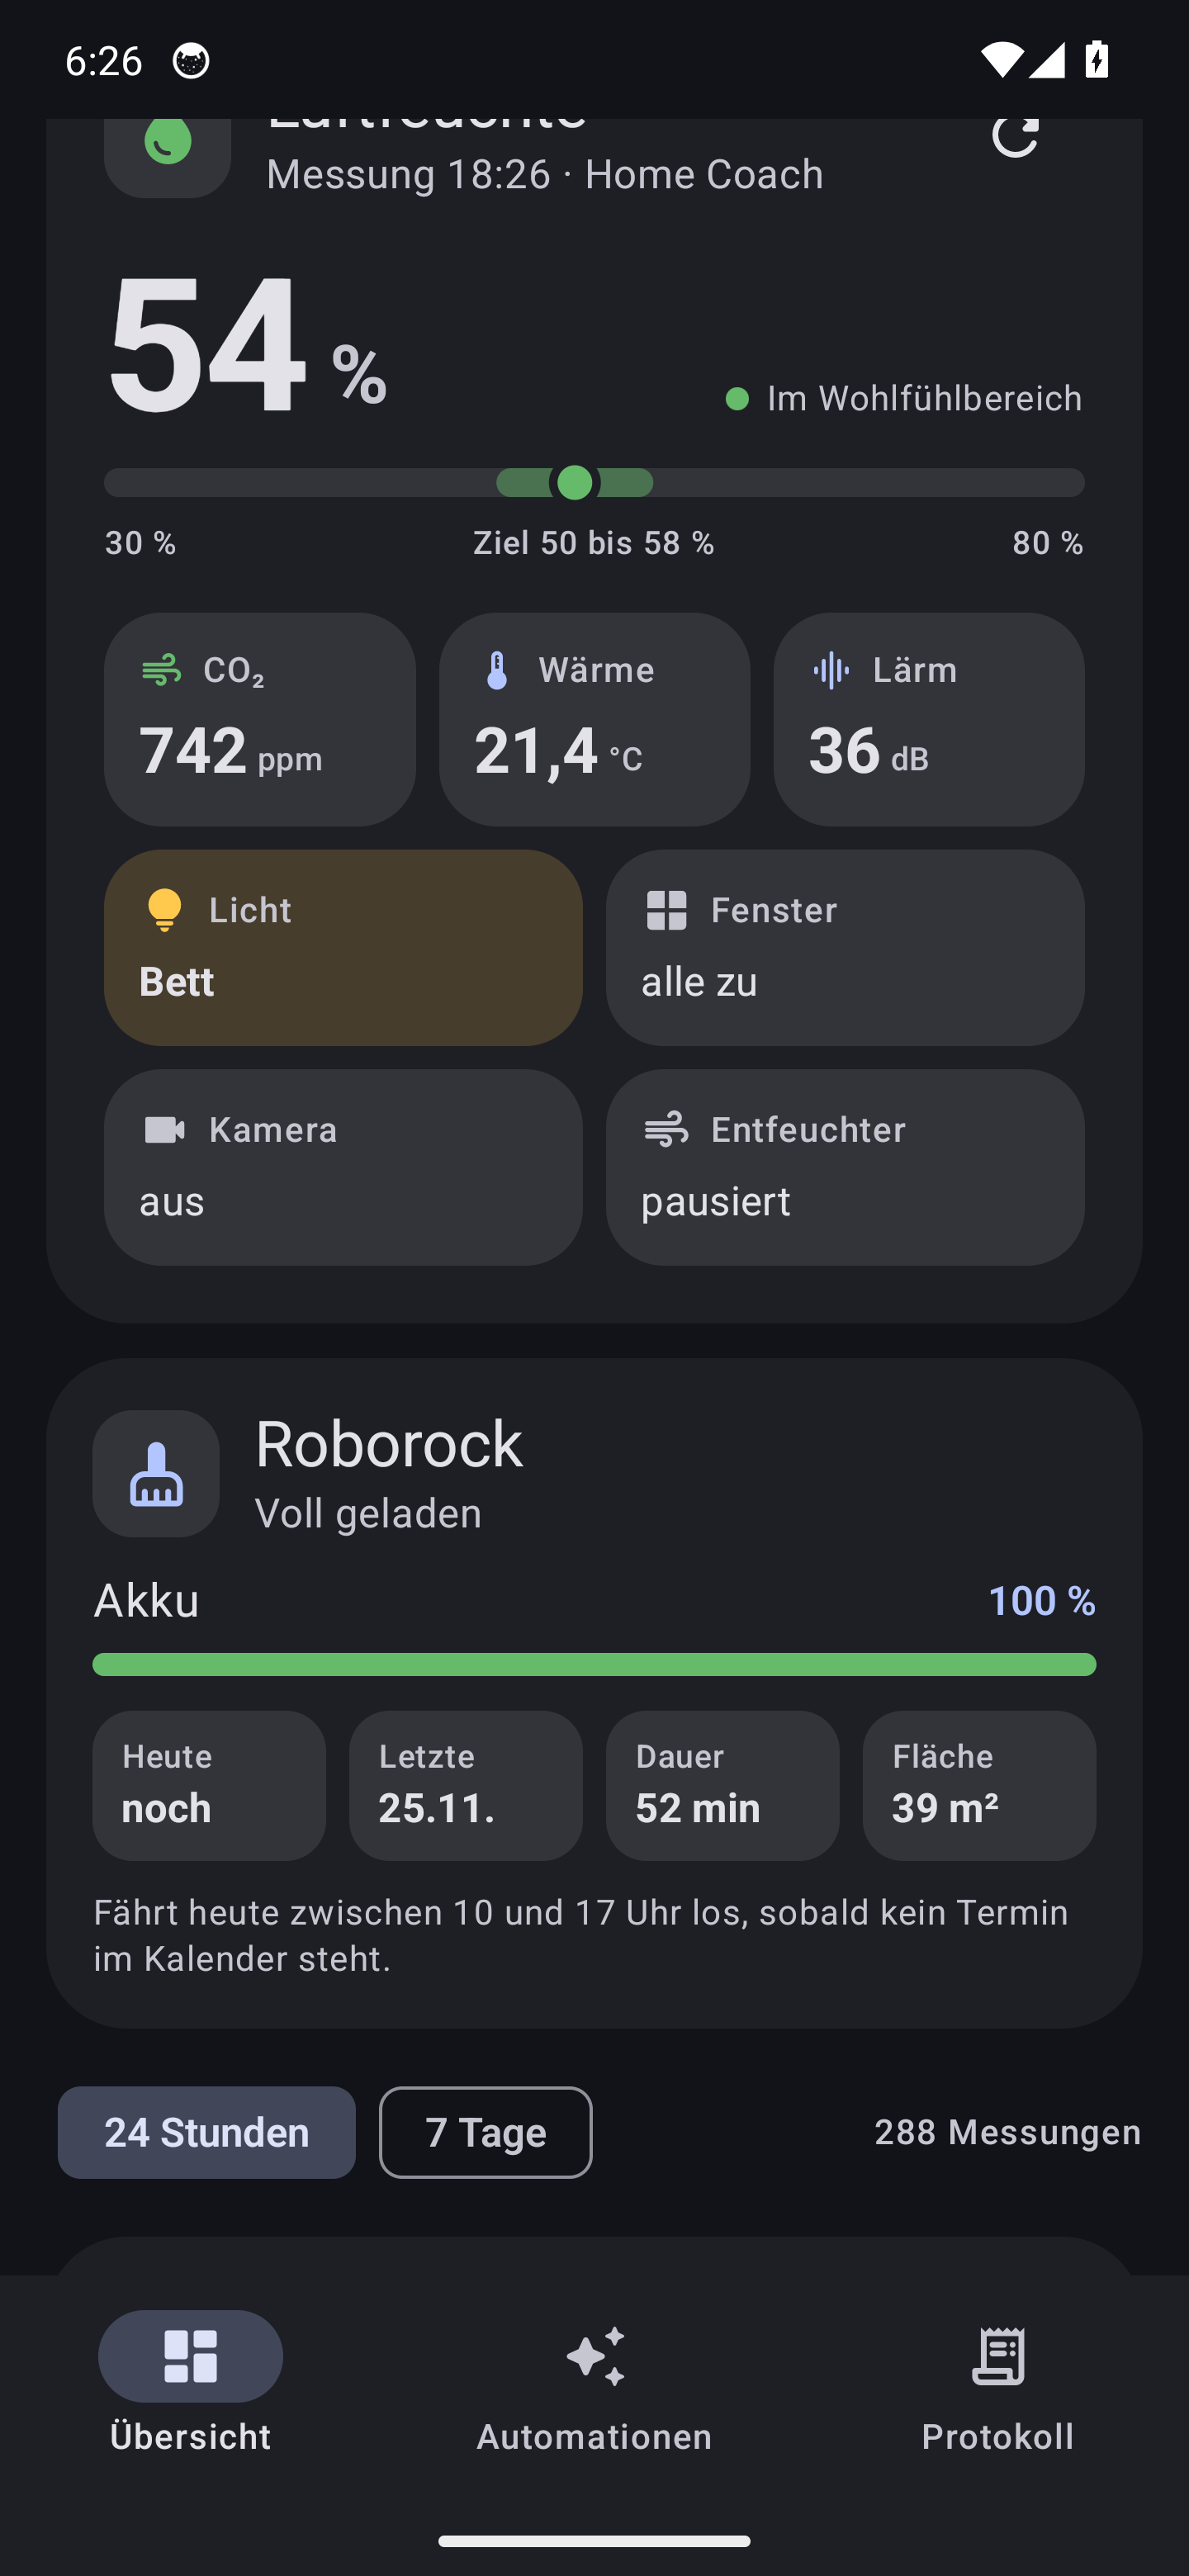 6:26
Luftfeuchte
Messung 18:26 · Home Coach
54 %
Im Wohlfühlbereich
30 %
Ziel 50 bis 58 %
80 %
CO₂
742 ppm
Wärme
21,4 °C
Lärm
36 dB
Licht
Bett
Fenster
alle zu
Kamera
aus
Entfeuchter
pausiert
Roborock
Voll geladen
Akku
100 %
Heute
noch
Letzte
25.11.
Dauer
52 min
Fläche
39 m²
Fährt heute zwischen 10 und 17 Uhr los, sobald kein Termin
im Kalender steht.
24 Stunden
7 Tage
288 Messungen
Übersicht
Automationen
Protokoll